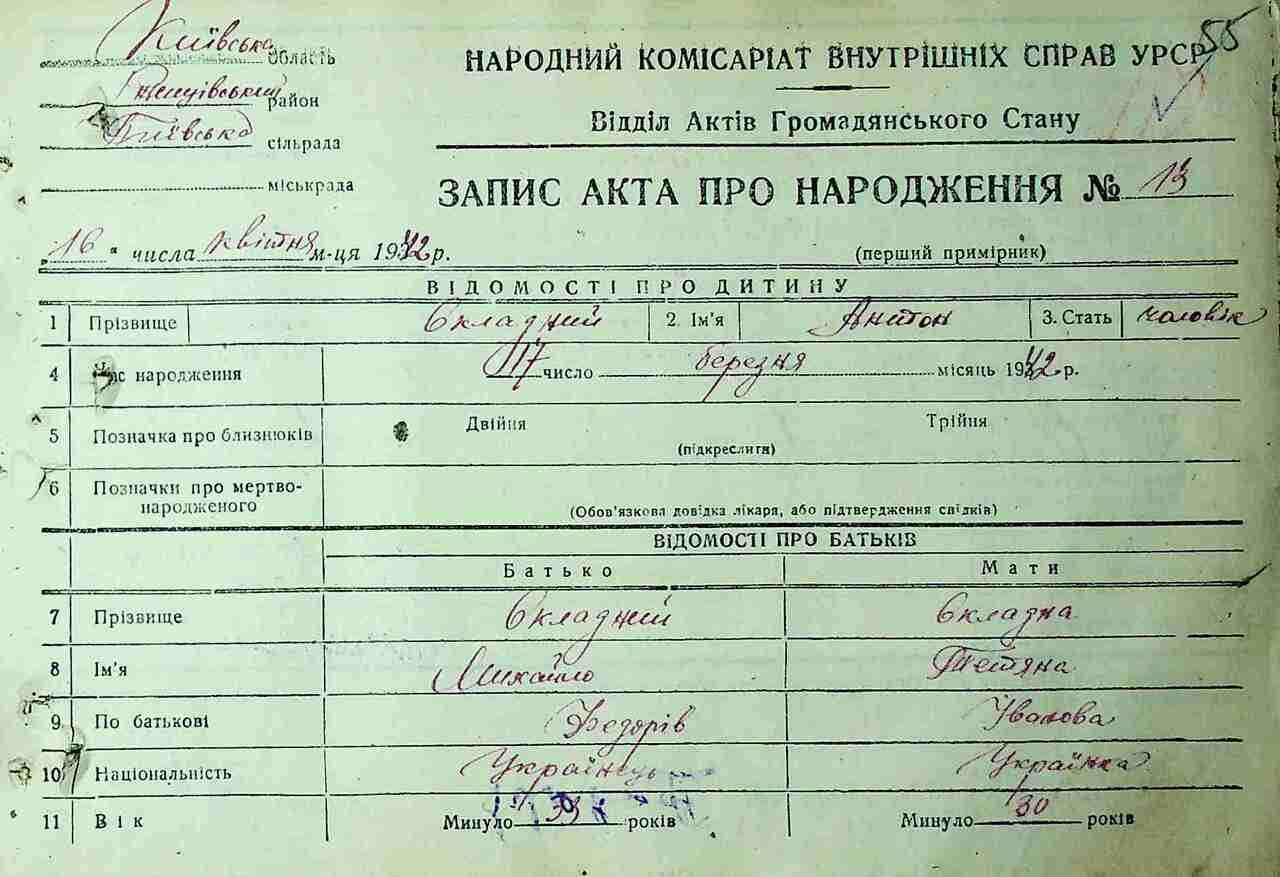 55
Київська область
район
сільрада
міськрада
НАРОДНИЙ КОМІСАРІАТ ВНУТРІШНІХ СПРАВ УРСР
Відділ Актів Громадянського Стану
ЗАПИС АКТА ПРО НАРОДЖЕННЯ № 13
„16" числа квітня м-ця 1942 р.
(перший примірник)
ВІДОМОСТІ ПРО ДИТИНУ
1 Прізвище Складний 2. Ім'я Антон 3. Стать чоловік
4 Час народження 17 число березня місяць 1942 р.
5 Позначка про близнюків Двійня Трійня
(підкреслити)
6 Позначки про мертво-
народженого (Обов'язкова довідка лікаря, або підтвердження свідків)
ВІДОМОСТІ ПРО БАТЬКІВ
Батько Мати
7 Прізвище Складний Складна
8 Ім'я Михайло Тетяна
9 По батькові Федорів Іванова
10 Національність Українець Українка
11 Вік Минуло 39 років Минуло 30 років